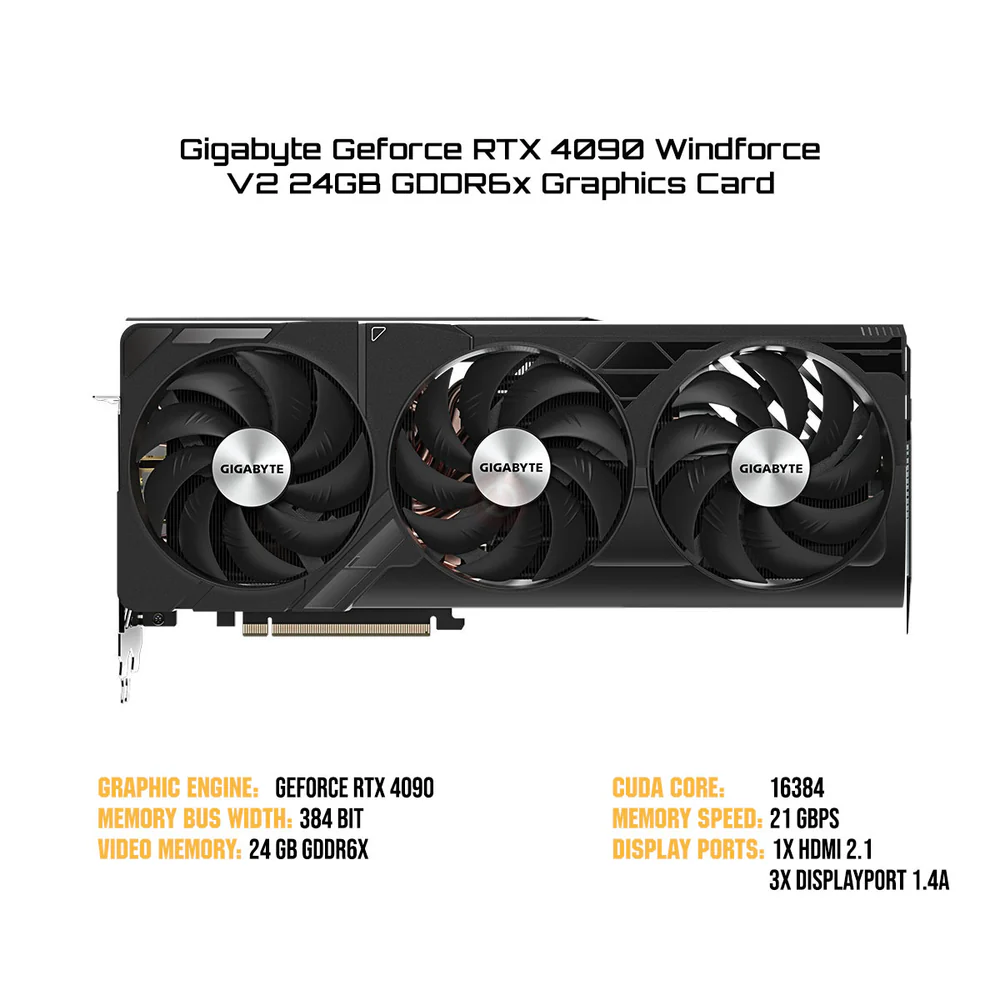 Gigabyte Geforce RTX 4090 Windforce
V2 24GB GDDR6x Graphics Card
GIGABYTE
GIGABYTE
GIGABYTE
GRAPHIC ENGINE: GEFORCE RTX 4090
MEMORY BUS WIDTH: 384 BIT
VIDEO MEMORY: 24 GB GDDR6X
CUDA CORE: 16384
MEMORY SPEED: 21 GBPS
DISPLAY PORTS: 1X HDMI 2.1
3X DISPLAYPORT 1.4A